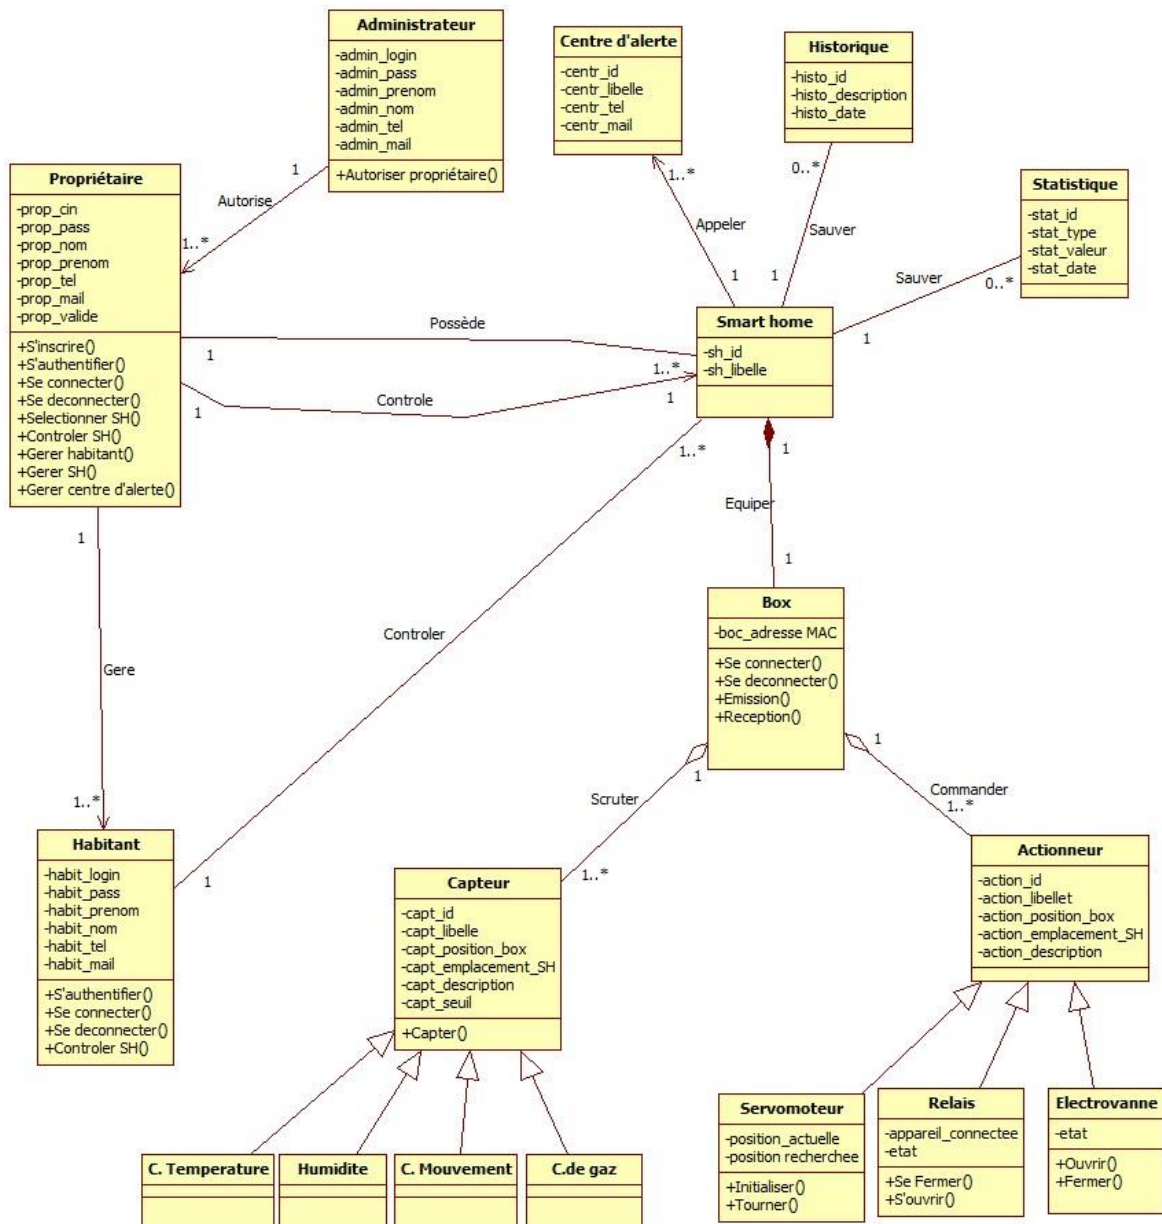 Administrateur
-admin_login
-admin_pass
-admin_prenom
-admin_nom
-admin_tel
-admin_mail
+Autoriser propriétaire()
Centre d'alerte
-centr_id
-centr_libelle
-centr_tel
-centr_mail
Historique
-histo_id
-histo_description
-histo_date
Propriétaire
-prop_cin
-prop_pass
-prop_nom
-prop_prenom
-prop_tel
-prop_mail
-prop_valide
+S'inscrire()
+S'authentifier()
+Se connecter()
+Se deconnecter()
+Selectionner SH()
+Controler SH()
+Gerer habitant()
+Gerer SH()
+Gerer centre d'alerte()
1
Autorise
1..*
1..*
Appeler
1
0..*
Sauver
1
Statistique
-stat_id
-stat_type
-stat_valeur
-stat_date
Sauver
0..*
1
Smart home
-sh_id
-sh_libelle
Possède
1
1..*
Controle
1
1
1..*
1
Equiper
1
Box
-boc_adresse MAC
+Se connecter()
+Se deconnecter()
+Emission()
+Reception()
1
Gere
1..*
Controler
1
Habitant
-habit_login
-habit_pass
-habit_prenom
-habit_nom
-habit_tel
-habit_mail
+S'authentifier()
+Se connecter()
+Se deconnecter()
+Controler SH()
1
Scruter
1..*
1
Commander
1..*
Capteur
-capt_id
-capt_libelle
-capt_position_box
-capt_emplacement_SH
-capt_description
-capt_seuil
+Capter()
Actionneur
-action_id
-action_libellet
-action_position_box
-action_emplacement_SH
-action_description
C. Temperature
Humidite
C. Mouvement
C.de gaz
Servomoteur
-position_actuelle
-position recherchee
+Initialiser()
+Tourner()
Relais
-appareil_connectee
-etat
+Se Fermer()
+S'ouvrir()
Electrovanne
-etat
+Ouvrir()
+Fermer()